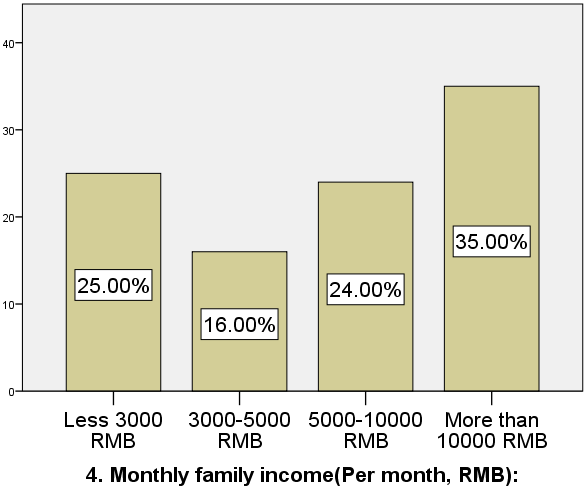 40
30
20
10
0
25.00%
16.00%
24.00%
35.00%
Less 3000
RMB
3000-5000
RMB
5000-10000
RMB
More than
10000 RMB
4. Monthly family income(Per month, RMB):